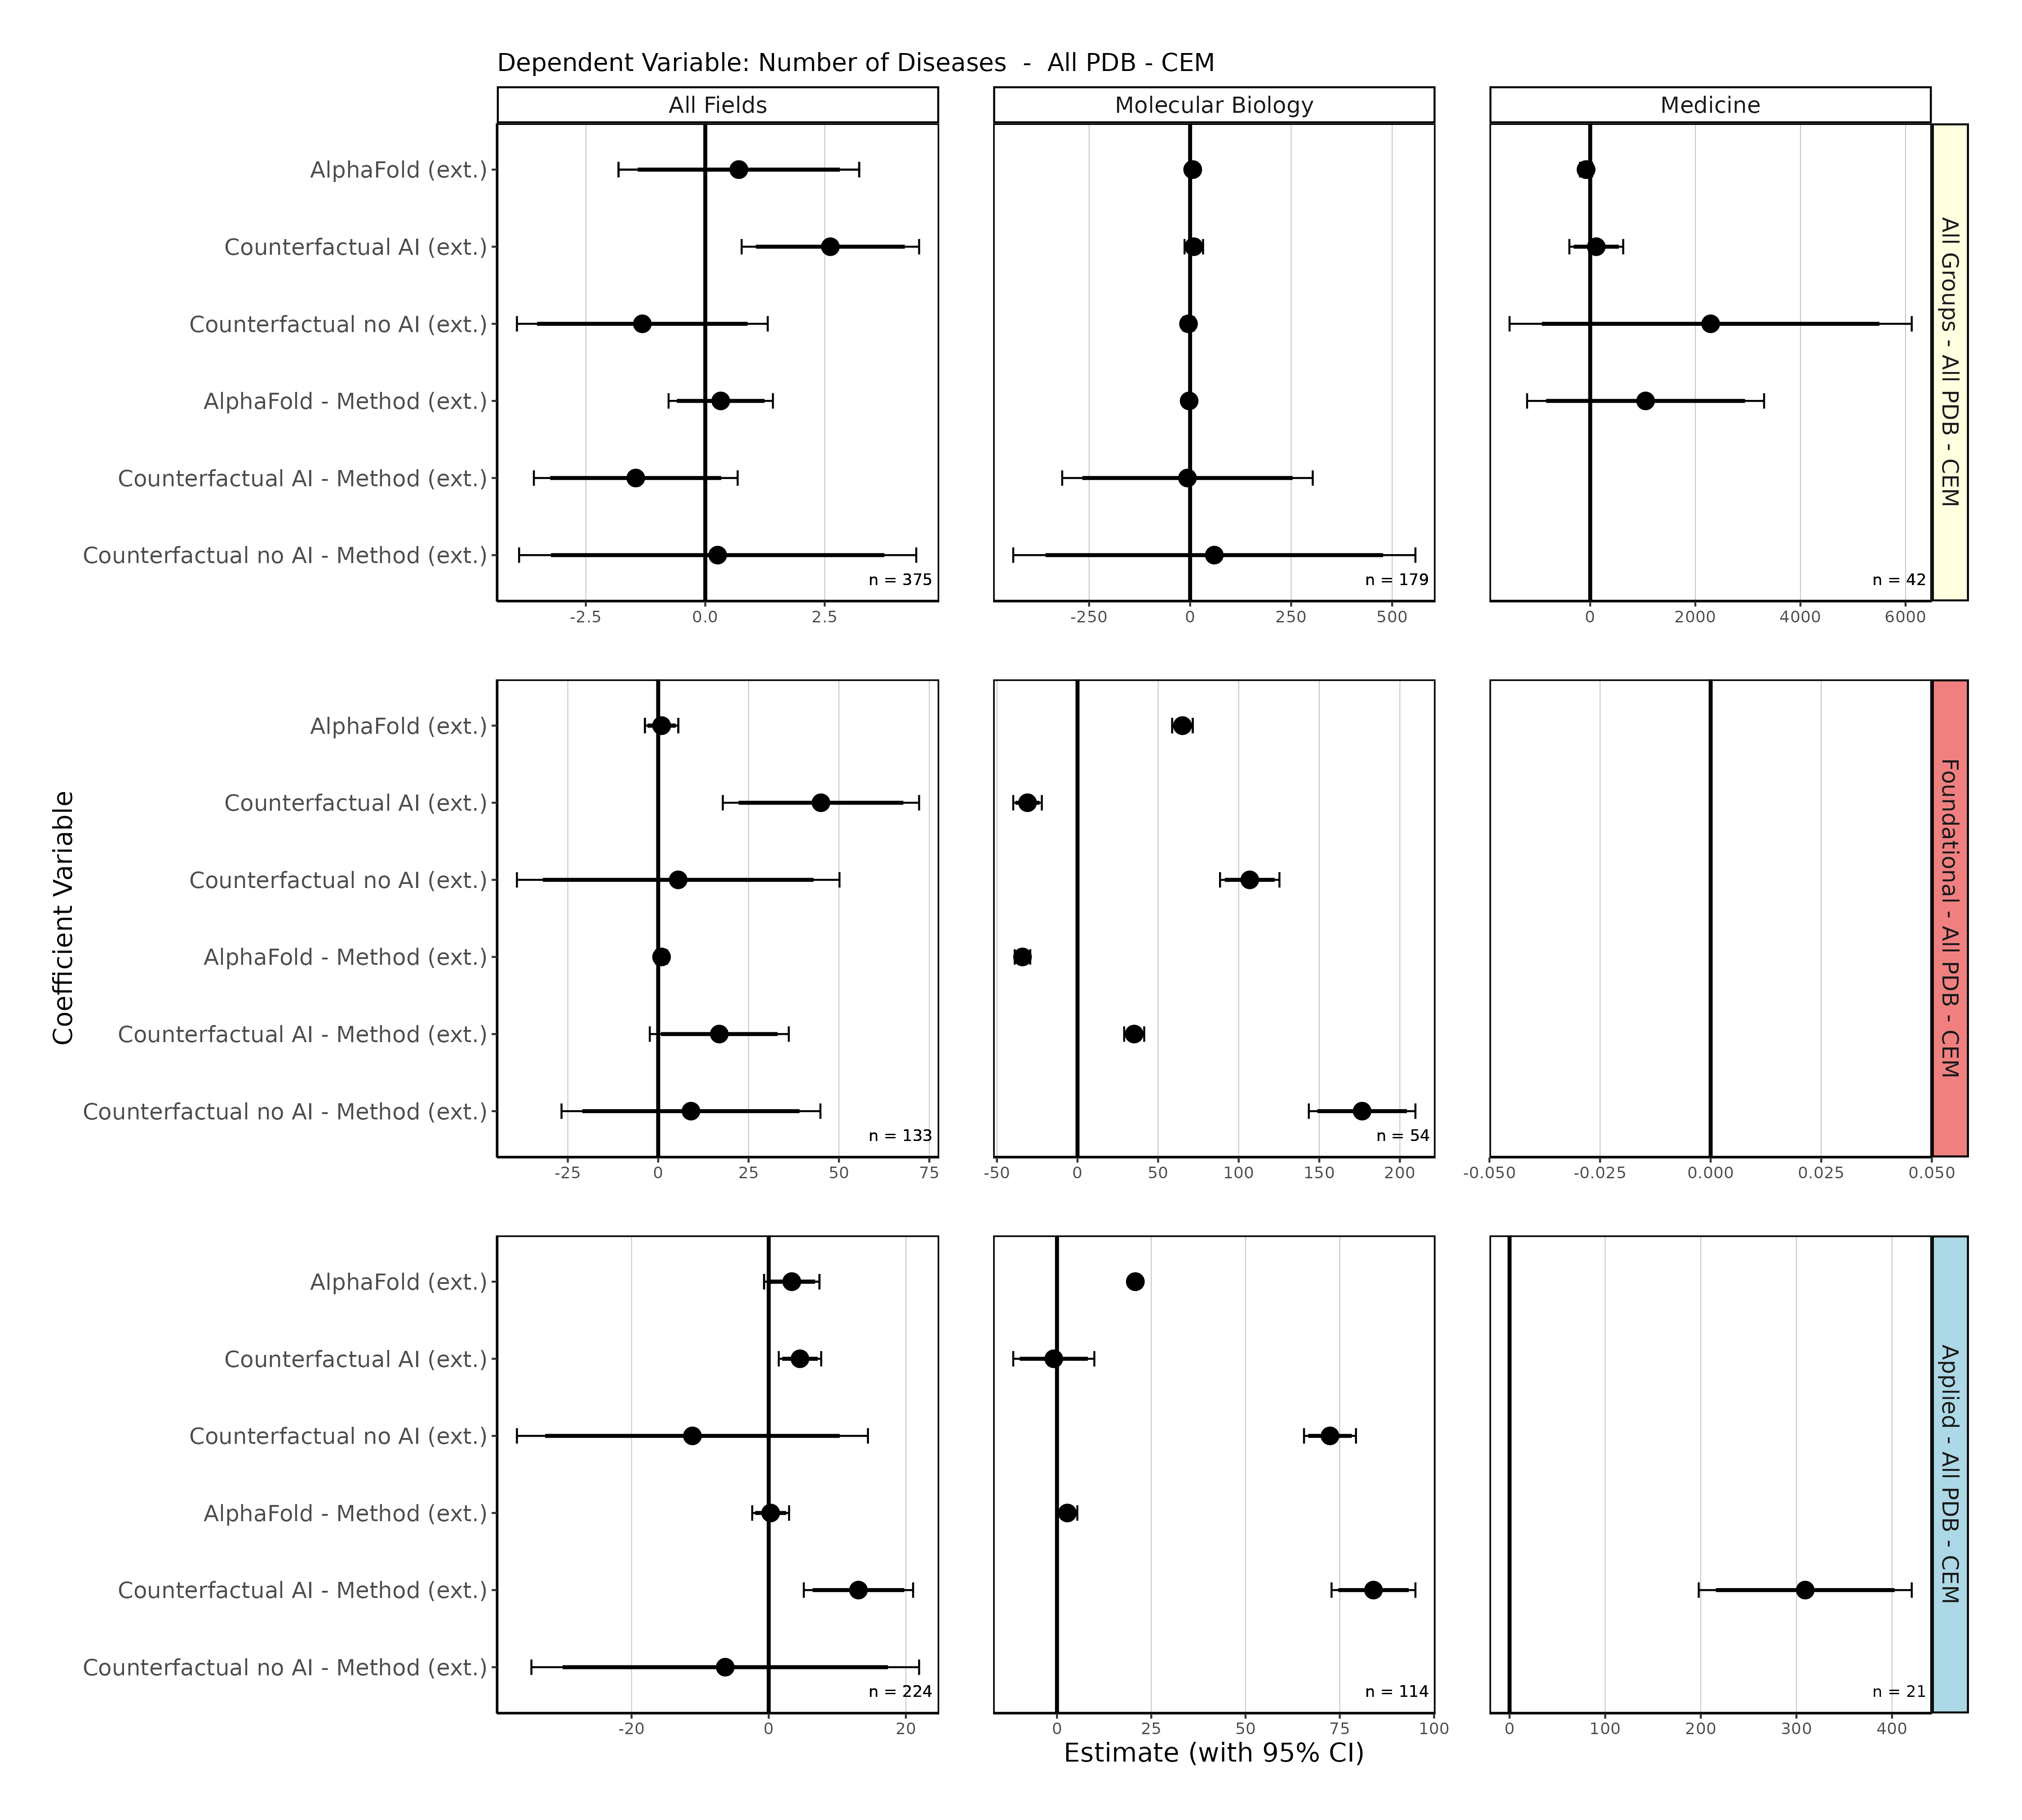 Dependent Variable: Number of Diseases - All PDB - CEM
All Fields
Molecular Biology
Medicine
AlphaFold (ext.)
Counterfactual AI (ext.)
Counterfactual no AI (ext.)
AlphaFold - Method (ext.)
Counterfactual AI - Method (ext.)
Counterfactual no AI - Method (ext.)
n = 375
n = 179
n = 42
-2.5 0.0 2.5
-250 0 250 500
0 2000 4000 6000
All Groups - All PDB - CEM
Coefficient Variable
AlphaFold (ext.)
Counterfactual AI (ext.)
Counterfactual no AI (ext.)
AlphaFold - Method (ext.)
Counterfactual AI - Method (ext.)
Counterfactual no AI - Method (ext.)
n = 133
n = 54
-25 0 25 50 75
-50 0 50 100 150 200
-0.050 -0.025 0.000 0.025 0.050
Foundational - All PDB - CEM
AlphaFold (ext.)
Counterfactual AI (ext.)
Counterfactual no AI (ext.)
AlphaFold - Method (ext.)
Counterfactual AI - Method (ext.)
Counterfactual no AI - Method (ext.)
n = 224
n = 114
n = 21
-20 0 20
0 25 50 75 100
0 100 200 300 400
Applied - All PDB - CEM
Estimate (with 95% CI)